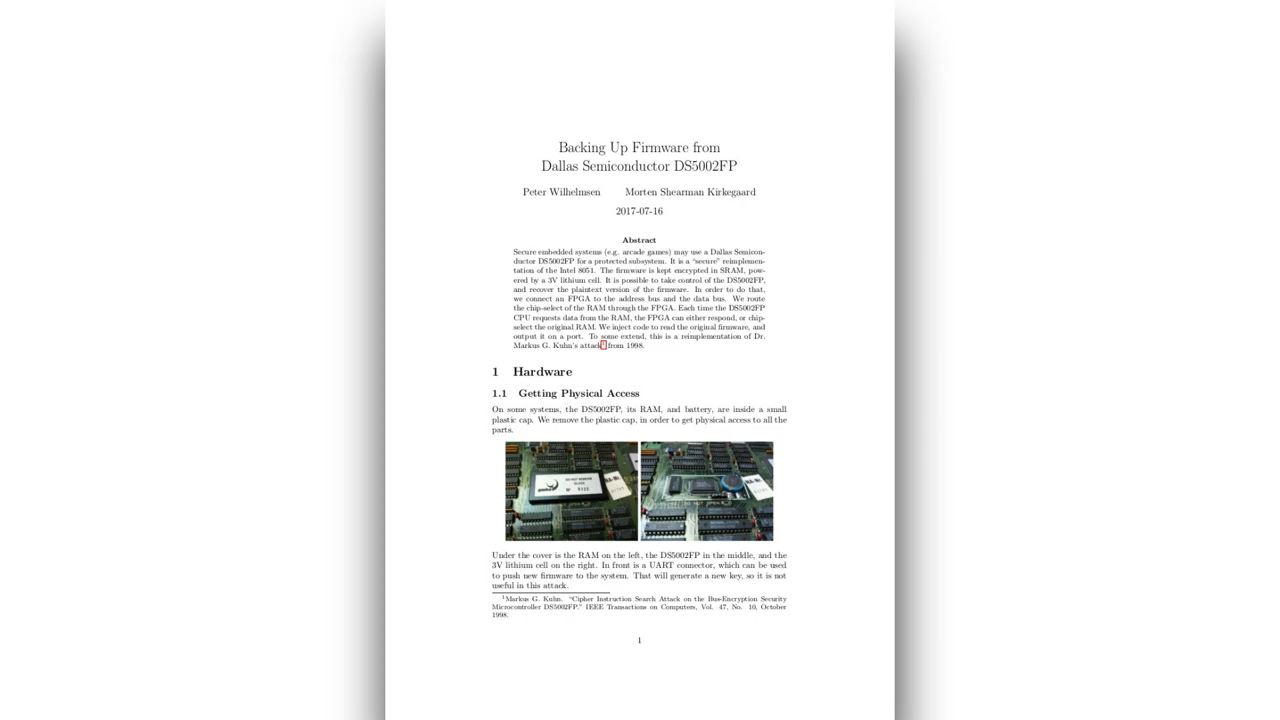 Backing Up Firmware from
Dallas Semiconductor DS5002FP
Peter Wilhelmsen Morten Shearman Kirkegaard
2017-07-16
Abstract
Secure embedded systems (e.g. arcade games) may use a Dallas Semicon-
ductor DS5002FP for a protected subsystem. It is a "secure" reimplemen-
tation of the Intel 8051. The firmware is kept encrypted in SRAM, pow-
ered by a 3V lithium cell. It is possible to take control of the DS5002FP,
and recover the plaintext version of the firmware. In order to do that,
we connect an FPGA to the address bus and the data bus. We route
the chip-select of the RAM through the FPGA. Each time the DS5002FP
CPU requests data from the RAM, the FPGA can either respond, or chip-
select the original RAM. We inject code to read the original firmware, and
output it on a port. To some extend, this is a reimplementation of Dr.
Markus G. Kuhn's attack1 from 1998.
1 Hardware
1.1 Getting Physical Access
On some systems, the DS5002FP, its RAM, and battery, are inside a small
plastic cap. We remove the plastic cap, in order to get physical access to all the
parts.
Under the cover is the RAM on the left, the DS5002FP in the middle, and the
3V lithium cell on the right. In front is a UART connector, which can be used
to push new firmware to the system. That will generate a new key, so it is not
useful in this attack.
1Markus G. Kuhn. "Cipher Instruction Search Attack on the Bus-Encryption Security
Microcontroller DS5002FP." IEEE Transactions on Computers, Vol. 47, No. 10, October
1998.
1